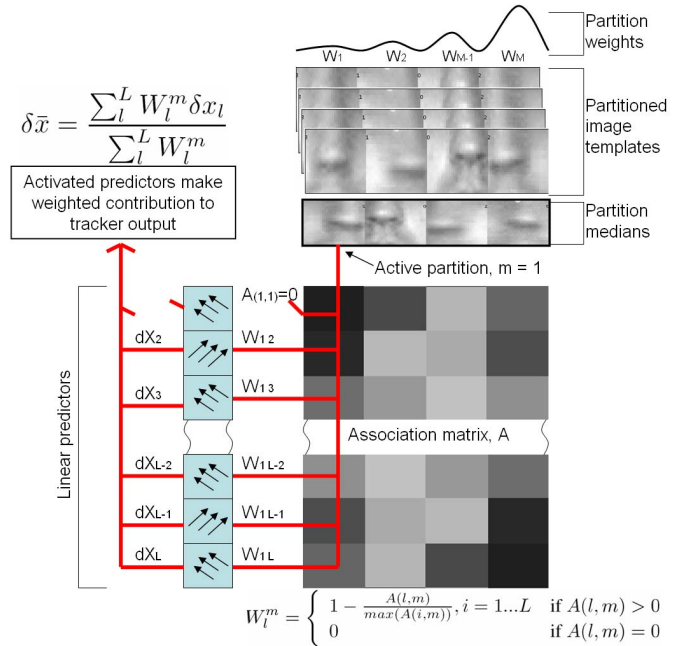 Partition
weights
W1 W2 WM-1 WM
Partitioned
image
templates
Partition
medians
δx̄ = ∑_l^L W_l^m δx_l / ∑_l^L W_l^m
Activated predictors make
weighted contribution to
tracker output
Active partition, m = 1
A(1,1)=0
dX2 W1 2
dX3 W1 3
Linear predictors
Association matrix, A
dXL-2 W1 L-2
dXL-1 W1 L-1
dXL W1 L
W_l^m = { 1 − A(l,m) / max(A(i,m)), i = 1...L if A(l,m) > 0
0 if A(l,m) = 0